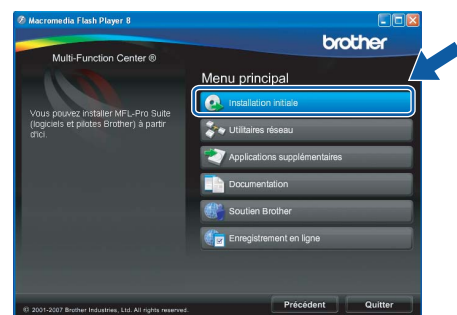 Macromedia Flash Player 8
brother
Multi-Function Center ®
Menu principal
Vous pouvez installer MFL-Pro Suite
(logiciels et pilotes Brother) à partir
d'ici.
Installation initiale
Utilitaires réseau
Applications supplémentaires
Documentation
Soutien Brother
Enregistrement en ligne
© 2001-2007 Brother Industries, Ltd. All rights reserved.
Précédent
Quitter